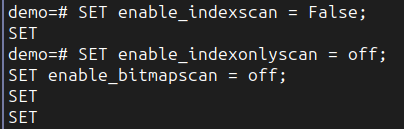 demo=# SET enable_indexscan = False;
SET
demo=# SET enable_indexonlyscan = off;
SET enable_bitmapscan = off;
SET
SET